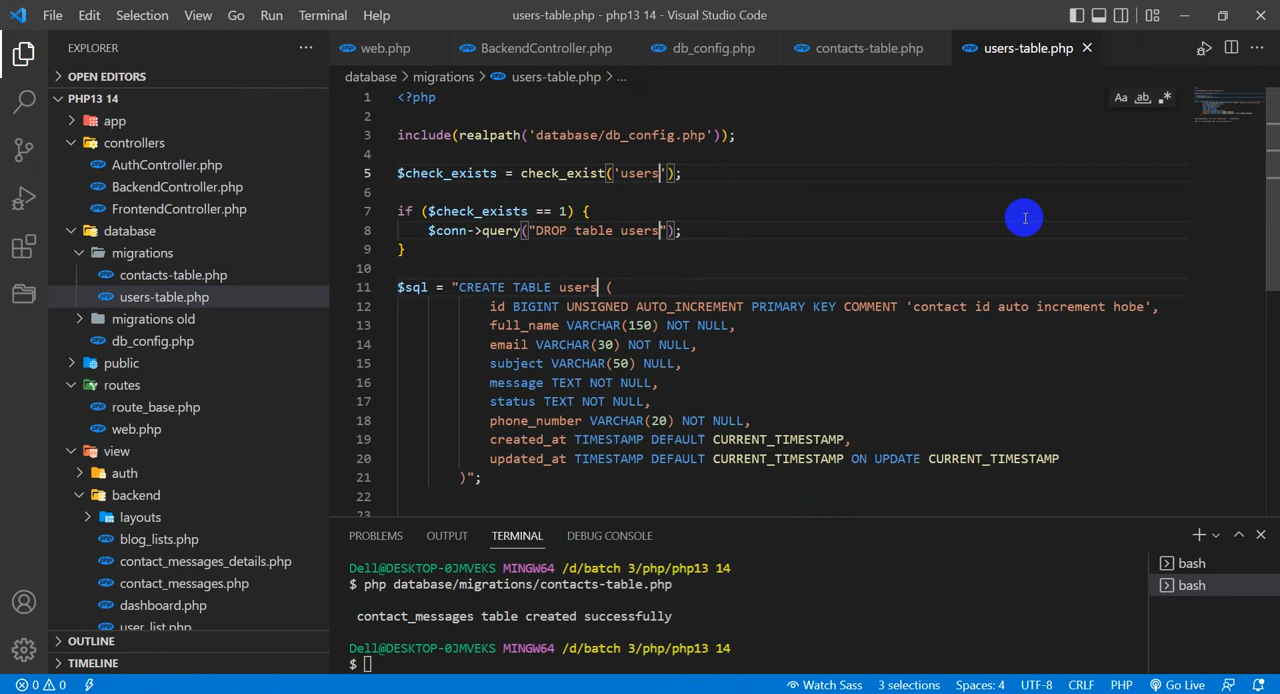 File Edit Selection View Go Run Terminal Help users-table.php - php13 14 - Visual Studio Code
EXPLORER
OPEN EDITORS
PHP13 14
app
controllers
AuthController.php
BackendController.php
FrontendController.php
database
migrations
contacts-table.php
users-table.php
migrations old
db_config.php
public
routes
route_base.php
web.php
view
auth
backend
layouts
blog_lists.php
contact_messages_details.php
contact_messages.php
dashboard.php
user_list.php
OUTLINE
TIMELINE
web.php BackendController.php db_config.php contacts-table.php users-table.php
database > migrations > users-table.php > ...
Aa ab
1 <?php
2
3 include(realpath('database/db_config.php'));
4
5 $check_exists = check_exist('users');
6
7 if ($check_exists == 1) {
8 $conn->query("DROP table users");
9 }
10
11 $sql = "CREATE TABLE users (
12 id BIGINT UNSIGNED AUTO_INCREMENT PRIMARY KEY COMMENT 'contact id auto increment hobe',
13 full_name VARCHAR(150) NOT NULL,
14 email VARCHAR(30) NOT NULL,
15 subject VARCHAR(50) NULL,
16 message TEXT NOT NULL,
17 status TEXT NOT NULL,
18 phone_number VARCHAR(20) NOT NULL,
19 created_at TIMESTAMP DEFAULT CURRENT_TIMESTAMP,
20 updated_at TIMESTAMP DEFAULT CURRENT_TIMESTAMP ON UPDATE CURRENT_TIMESTAMP
21 )";
22
23
PROBLEMS OUTPUT TERMINAL DEBUG CONSOLE
Dell@DESKTOP-0JMVEKS MINGW64 /d/batch 3/php/php13 14
$ php database/migrations/contacts-table.php
contact_messages table created successfully
Dell@DESKTOP-0JMVEKS MINGW64 /d/batch 3/php/php13 14
$
bash
bash
0 0 Watch Sass 3 selections Spaces: 4 UTF-8 CRLF PHP Go Live